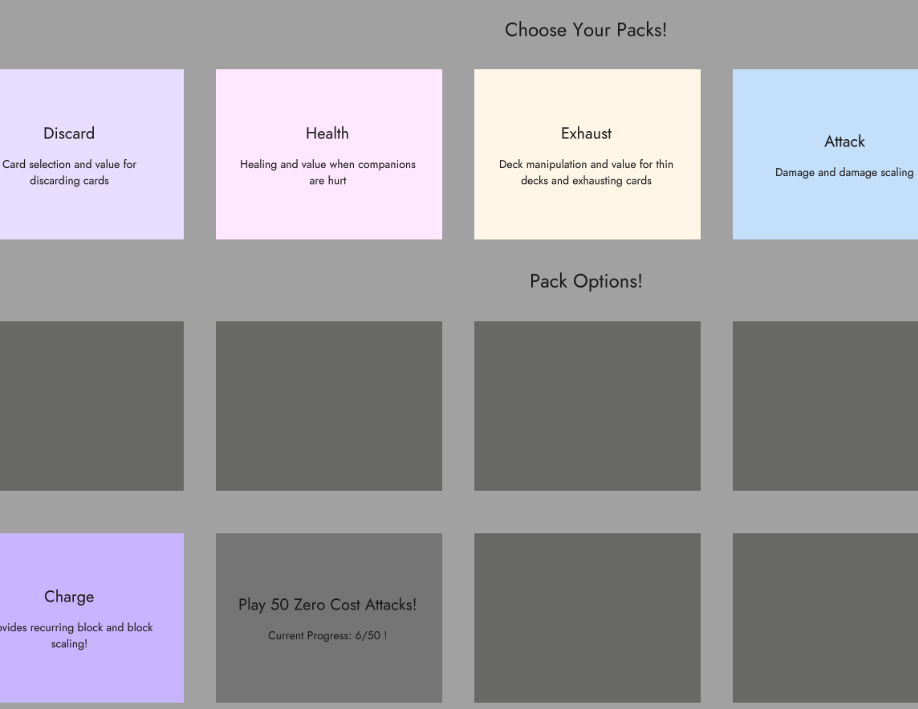 Choose Your Packs!
Discard
Card selection and value for
discarding cards
Health
Healing and value when companions
are hurt
Exhaust
Deck manipulation and value for thin
decks and exhausting cards
Attack
Damage and damage scaling
Pack Options!
Charge
ovides recurring block and block
scaling!
Play 50 Zero Cost Attacks!
Current Progress: 6/50 !